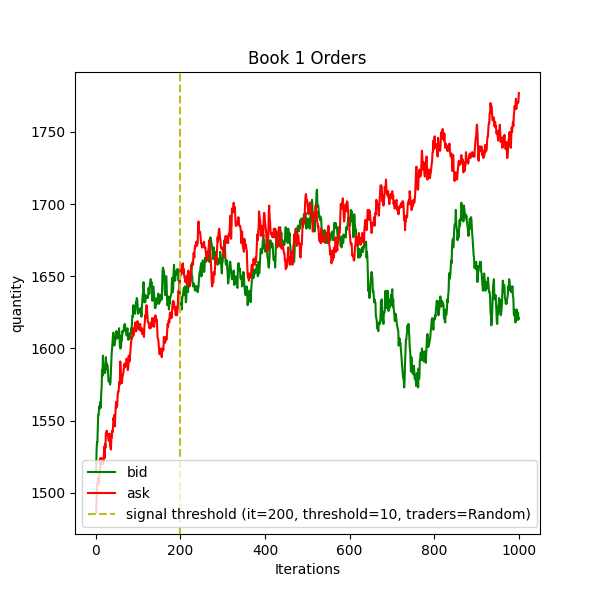 Book 1 Orders
quantity
1750
1700
1650
1600
1550
1500
bid
ask
signal threshold (it=200, threshold=10, traders=Random)
0 200 400 600 800 1000
Iterations